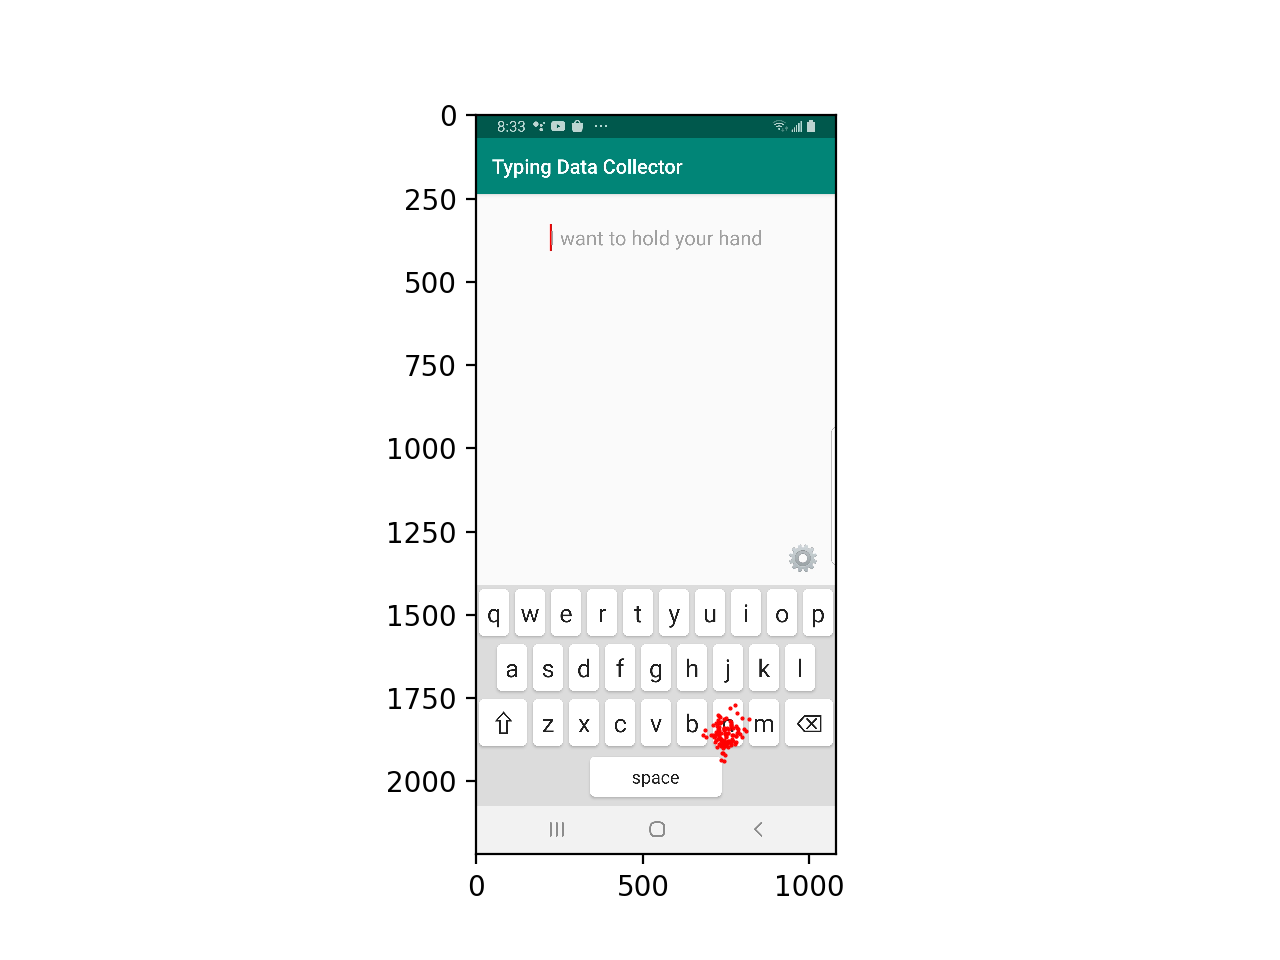 0
8:33
Typing Data Collector
250
want to hold your hand
500
750
1000
1250
q w e r t y u i o p
1500
a s d f g h j k l
1750
z x c v b n m
2000
space
0 500 1000